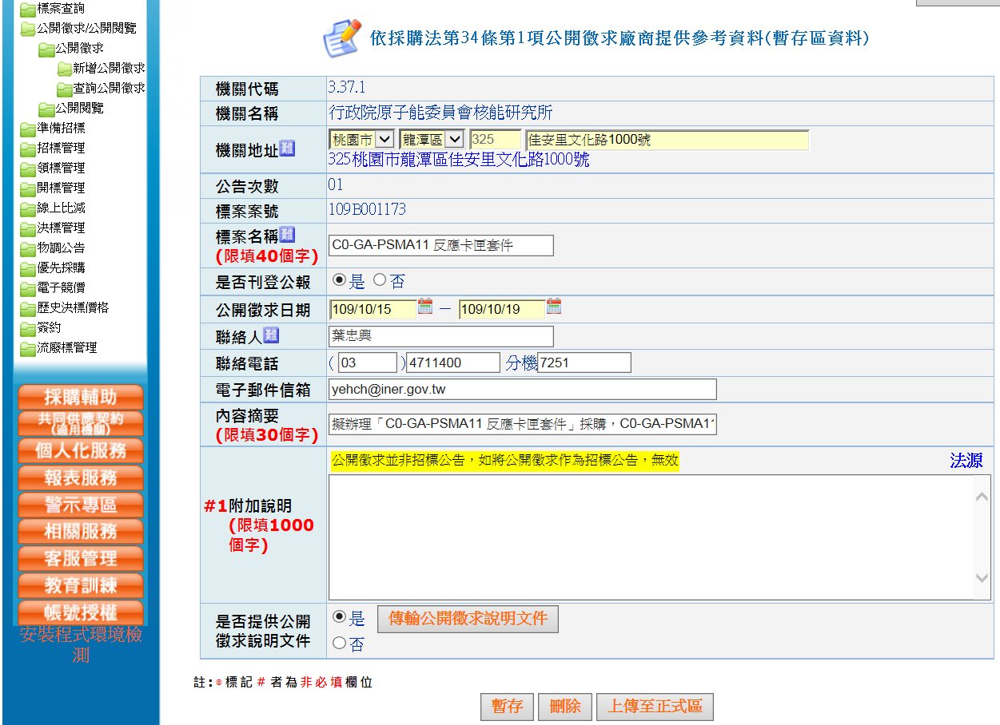 標案查詢
公開徵求/公開閱覽
公開徵求
新增公開徵求
查詢公開徵求
公開閱覽
準備招標
招標管理
領標管理
開標管理
線上比減
決標管理
物調公告
優先採購
電子競價
歷史決標價格
簽約
流廢標管理
採購輔助
共同供應契約
(適用機關)
個人化服務
報表服務
警示專區
相關服務
客服管理
教育訓練
帳號授權
安裝程式環境檢
測
依採購法第34條第1項公開徵求廠商提供參考資料(暫存區資料)
機關代碼 3.37.1
機關名稱 行政院原子能委員會核能研究所
機關地址難 桃園市 龍潭區 325 佳安里文化路1000號
325桃園市龍潭區佳安里文化路1000號
公告次數 01
標案案號 109B001173
標案名稱難
(限填40個字) C0-GA-PSMA11 反應卡匣套件
是否刊登公報 是 否
公開徵求日期 109/10/15 － 109/10/19
聯絡人難 葉忠興
聯絡電話 ( 03 ) 4711400 分機 7251
電子郵件信箱 yehch@iner.gov.tw
內容摘要
(限填30個字) 擬辦理「C0-GA-PSMA11 反應卡匣套件」採購，C0-GA-PSMA1
公開徵求並非招標公告，如將公開徵求作為招標公告，無效 法源
#1附加說明
(限填1000
個字)
是否提供公開
徵求說明文件
是 傳輸公開徵求說明文件
否
註:◎標記#者為非必填欄位
暫存 刪除 上傳至正式區